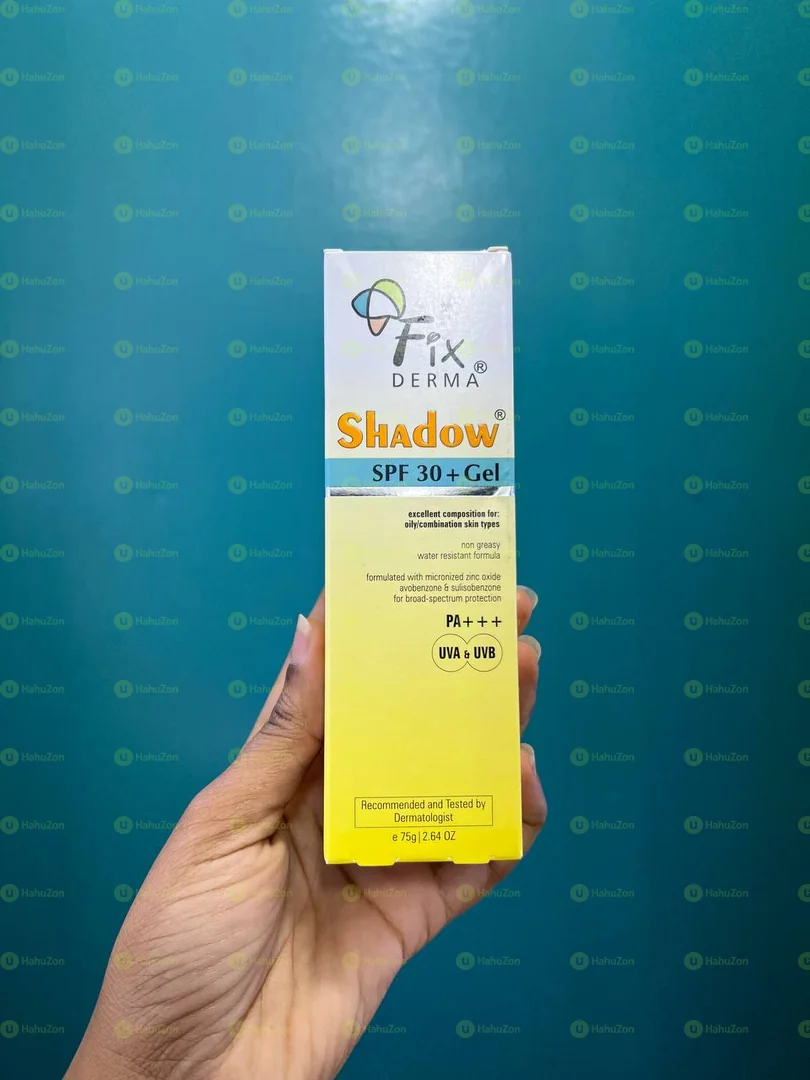 Fix
DERMA®
Shadow®
SPF 30+ Gel
excellent composition for:
oily/combination skin types
non greasy
water resistant formula
formulated with micronized zinc oxide
avobenzone & sulisobenzone
for broad-spectrum protection
PA+++
UVA & UVB
Recommended and Tested by
Dermatologist
e 75g | 2.64 OZ
HahuZon